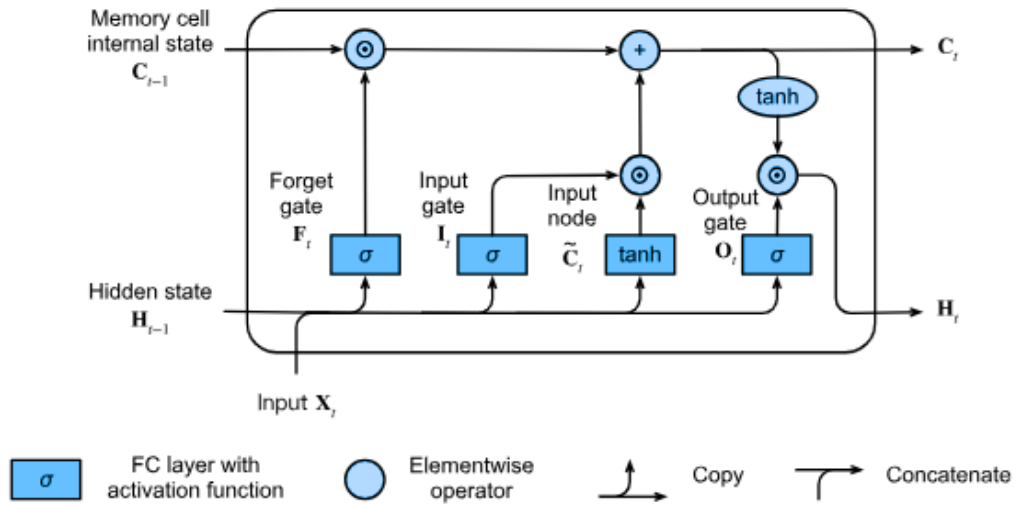 Memory cell
internal state
C_{t−1}
⊙
+
C_t
tanh
Forget
gate
F_t
Input
gate
I_t
Input
node
C̃_t
⊙
Output
gate
O_t
⊙
σ
σ
tanh
σ
Hidden state
H_{t−1}
H_t
Input X_t
σ
FC layer with
activation function
Elementwise
operator
Copy
Concatenate